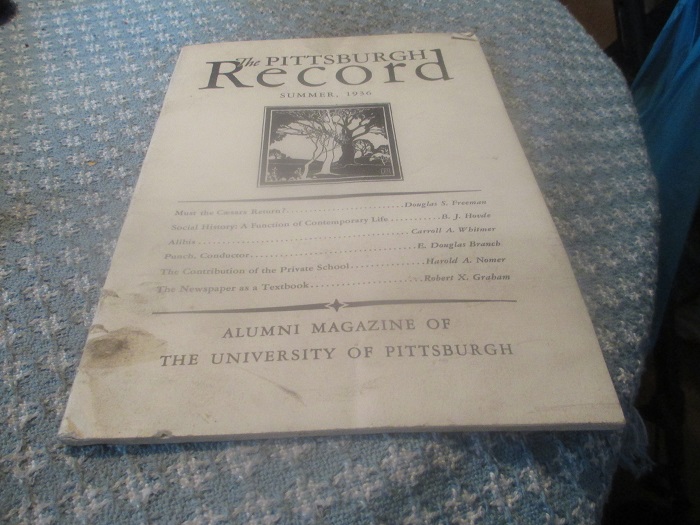 The PITTSBURGH
Record
SUMMER, 1936
Must the Caesars Return? Douglas S. Freeman
Social History: A Function of Contemporary Life B. J. Hovde
Alibis Carroll A. Whitmer
Pooch, Conductor E. Douglas Branch
The Contribution of the Private School Harold A. Nomer
The Newspaper as a Textbook Robert X. Graham
ALUMNI MAGAZINE OF
THE UNIVERSITY OF PITTSBURGH